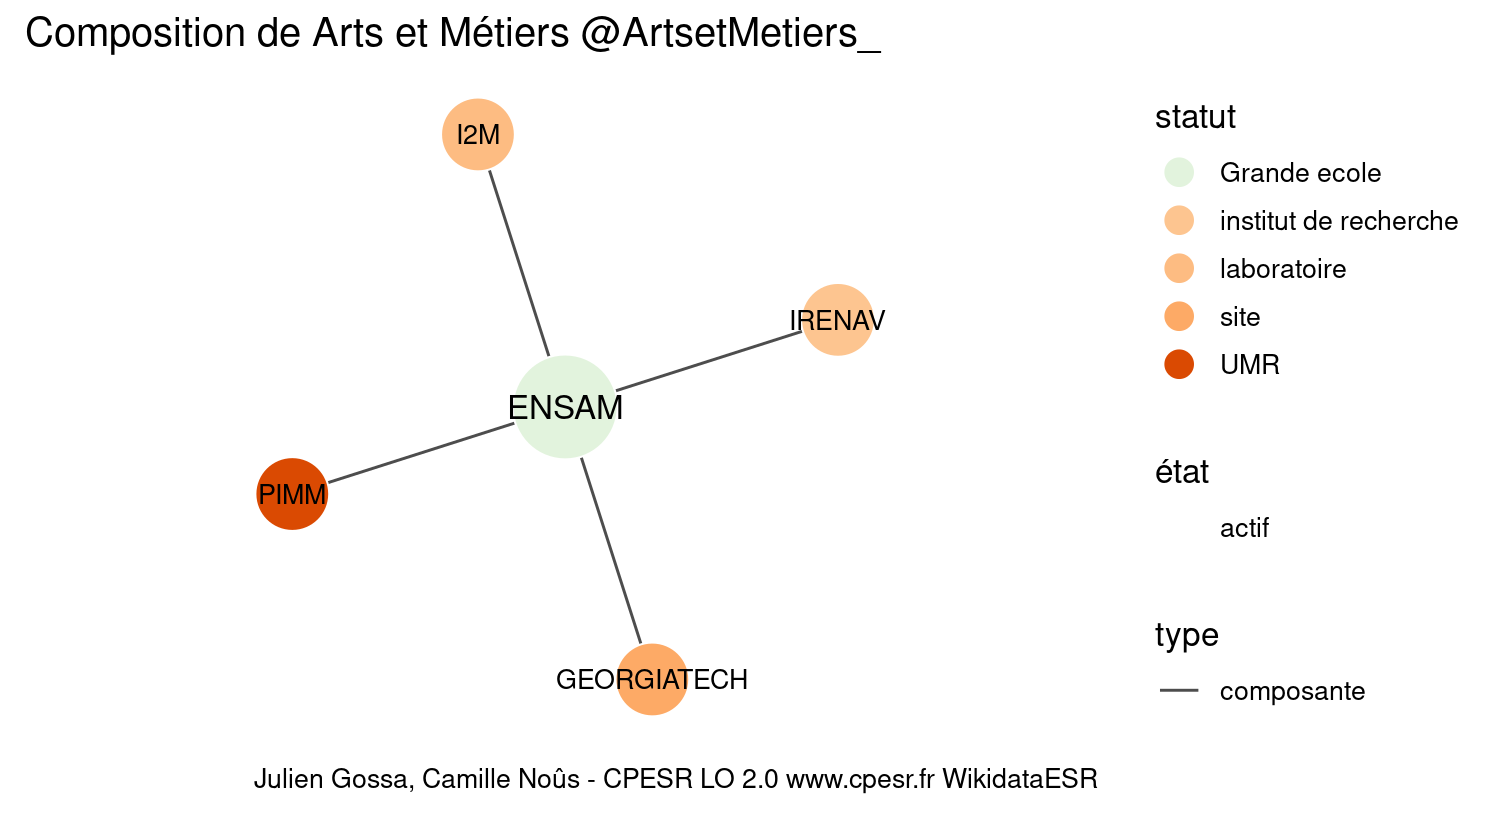 Composition de Arts et Métiers @ArtsetMetiers_
I2M
IRENAV
ENSAM
PIMM
GEORGIATECH
statut
Grande ecole
institut de recherche
laboratoire
site
UMR
état
actif
type
composante
Julien Gossa, Camille Noûs - CPESR LO 2.0 www.cpesr.fr WikidataESR